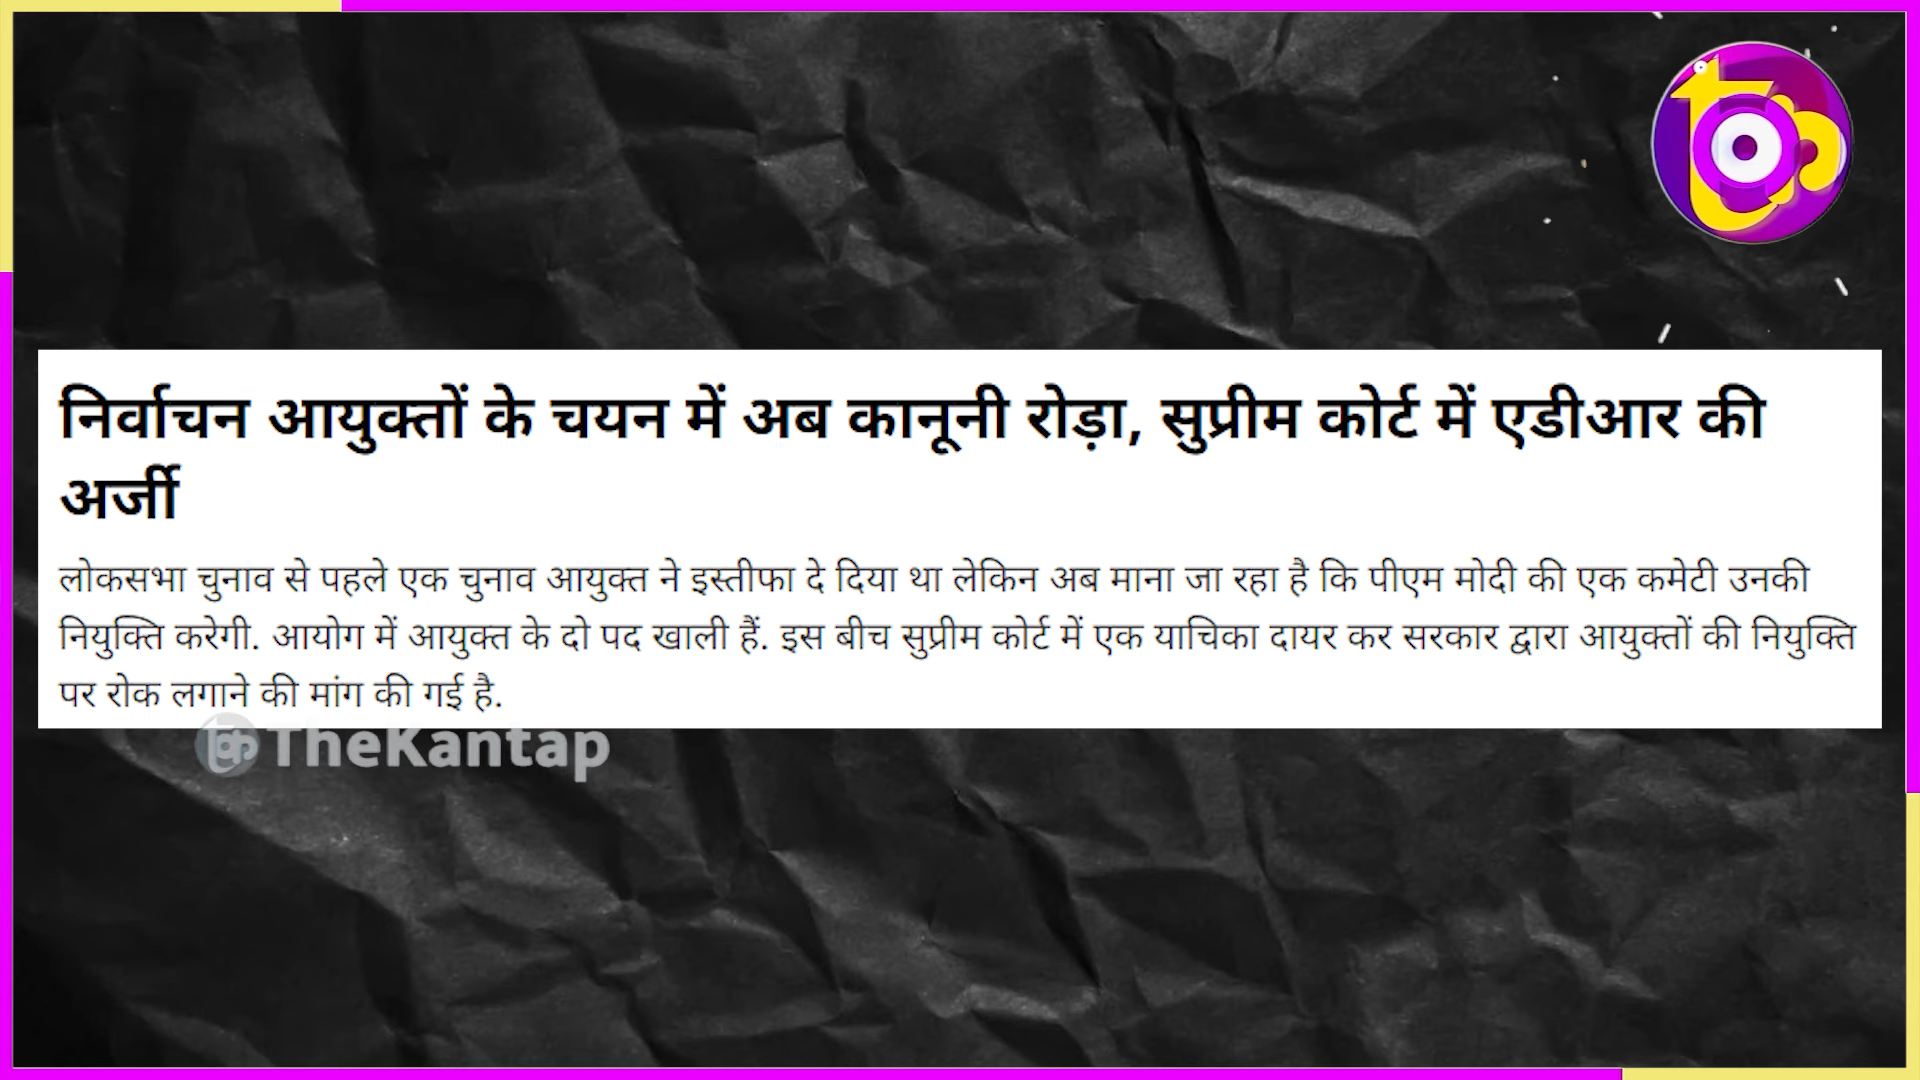 निर्वाचन आयुक्तों के चयन में अब कानूनी रोड़ा, सुप्रीम कोर्ट में एडीआर की
अर्जी
लोकसभा चुनाव से पहले एक चुनाव आयुक्त ने इस्तीफा दे दिया था लेकिन अब माना जा रहा है कि पीएम मोदी की एक कमेटी उनकी
नियुक्ति करेगी. आयोग में आयुक्त के दो पद खाली हैं. इस बीच सुप्रीम कोर्ट में एक याचिका दायर कर सरकार द्वारा आयुक्तों की नियुक्ति
पर रोक लगाने की मांग की गई है.
TheKantap